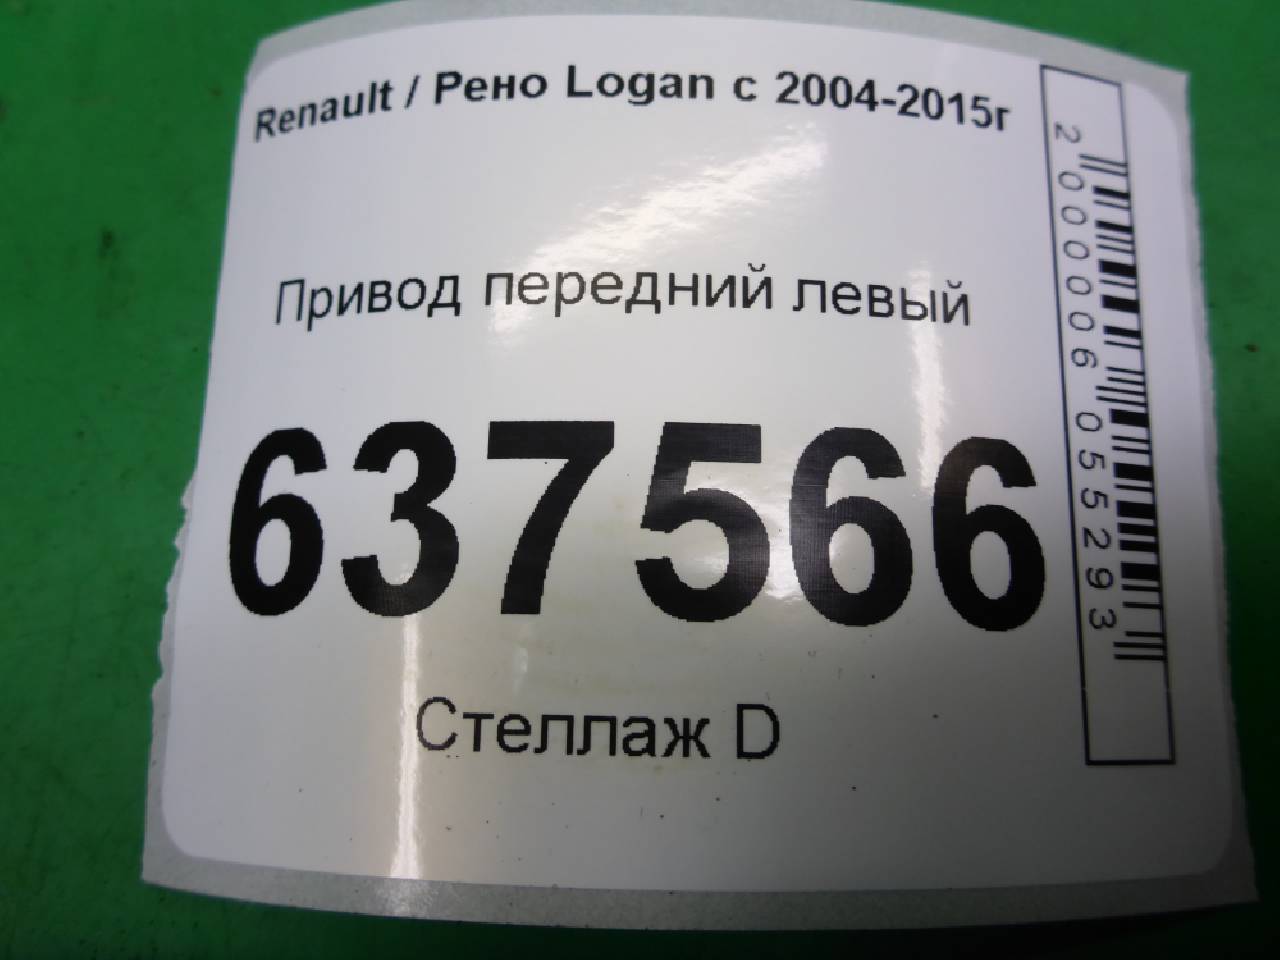 Renault / Рено Logan с 2004-2015г
Привод передний левый
637566
Стеллаж D
2000006055293